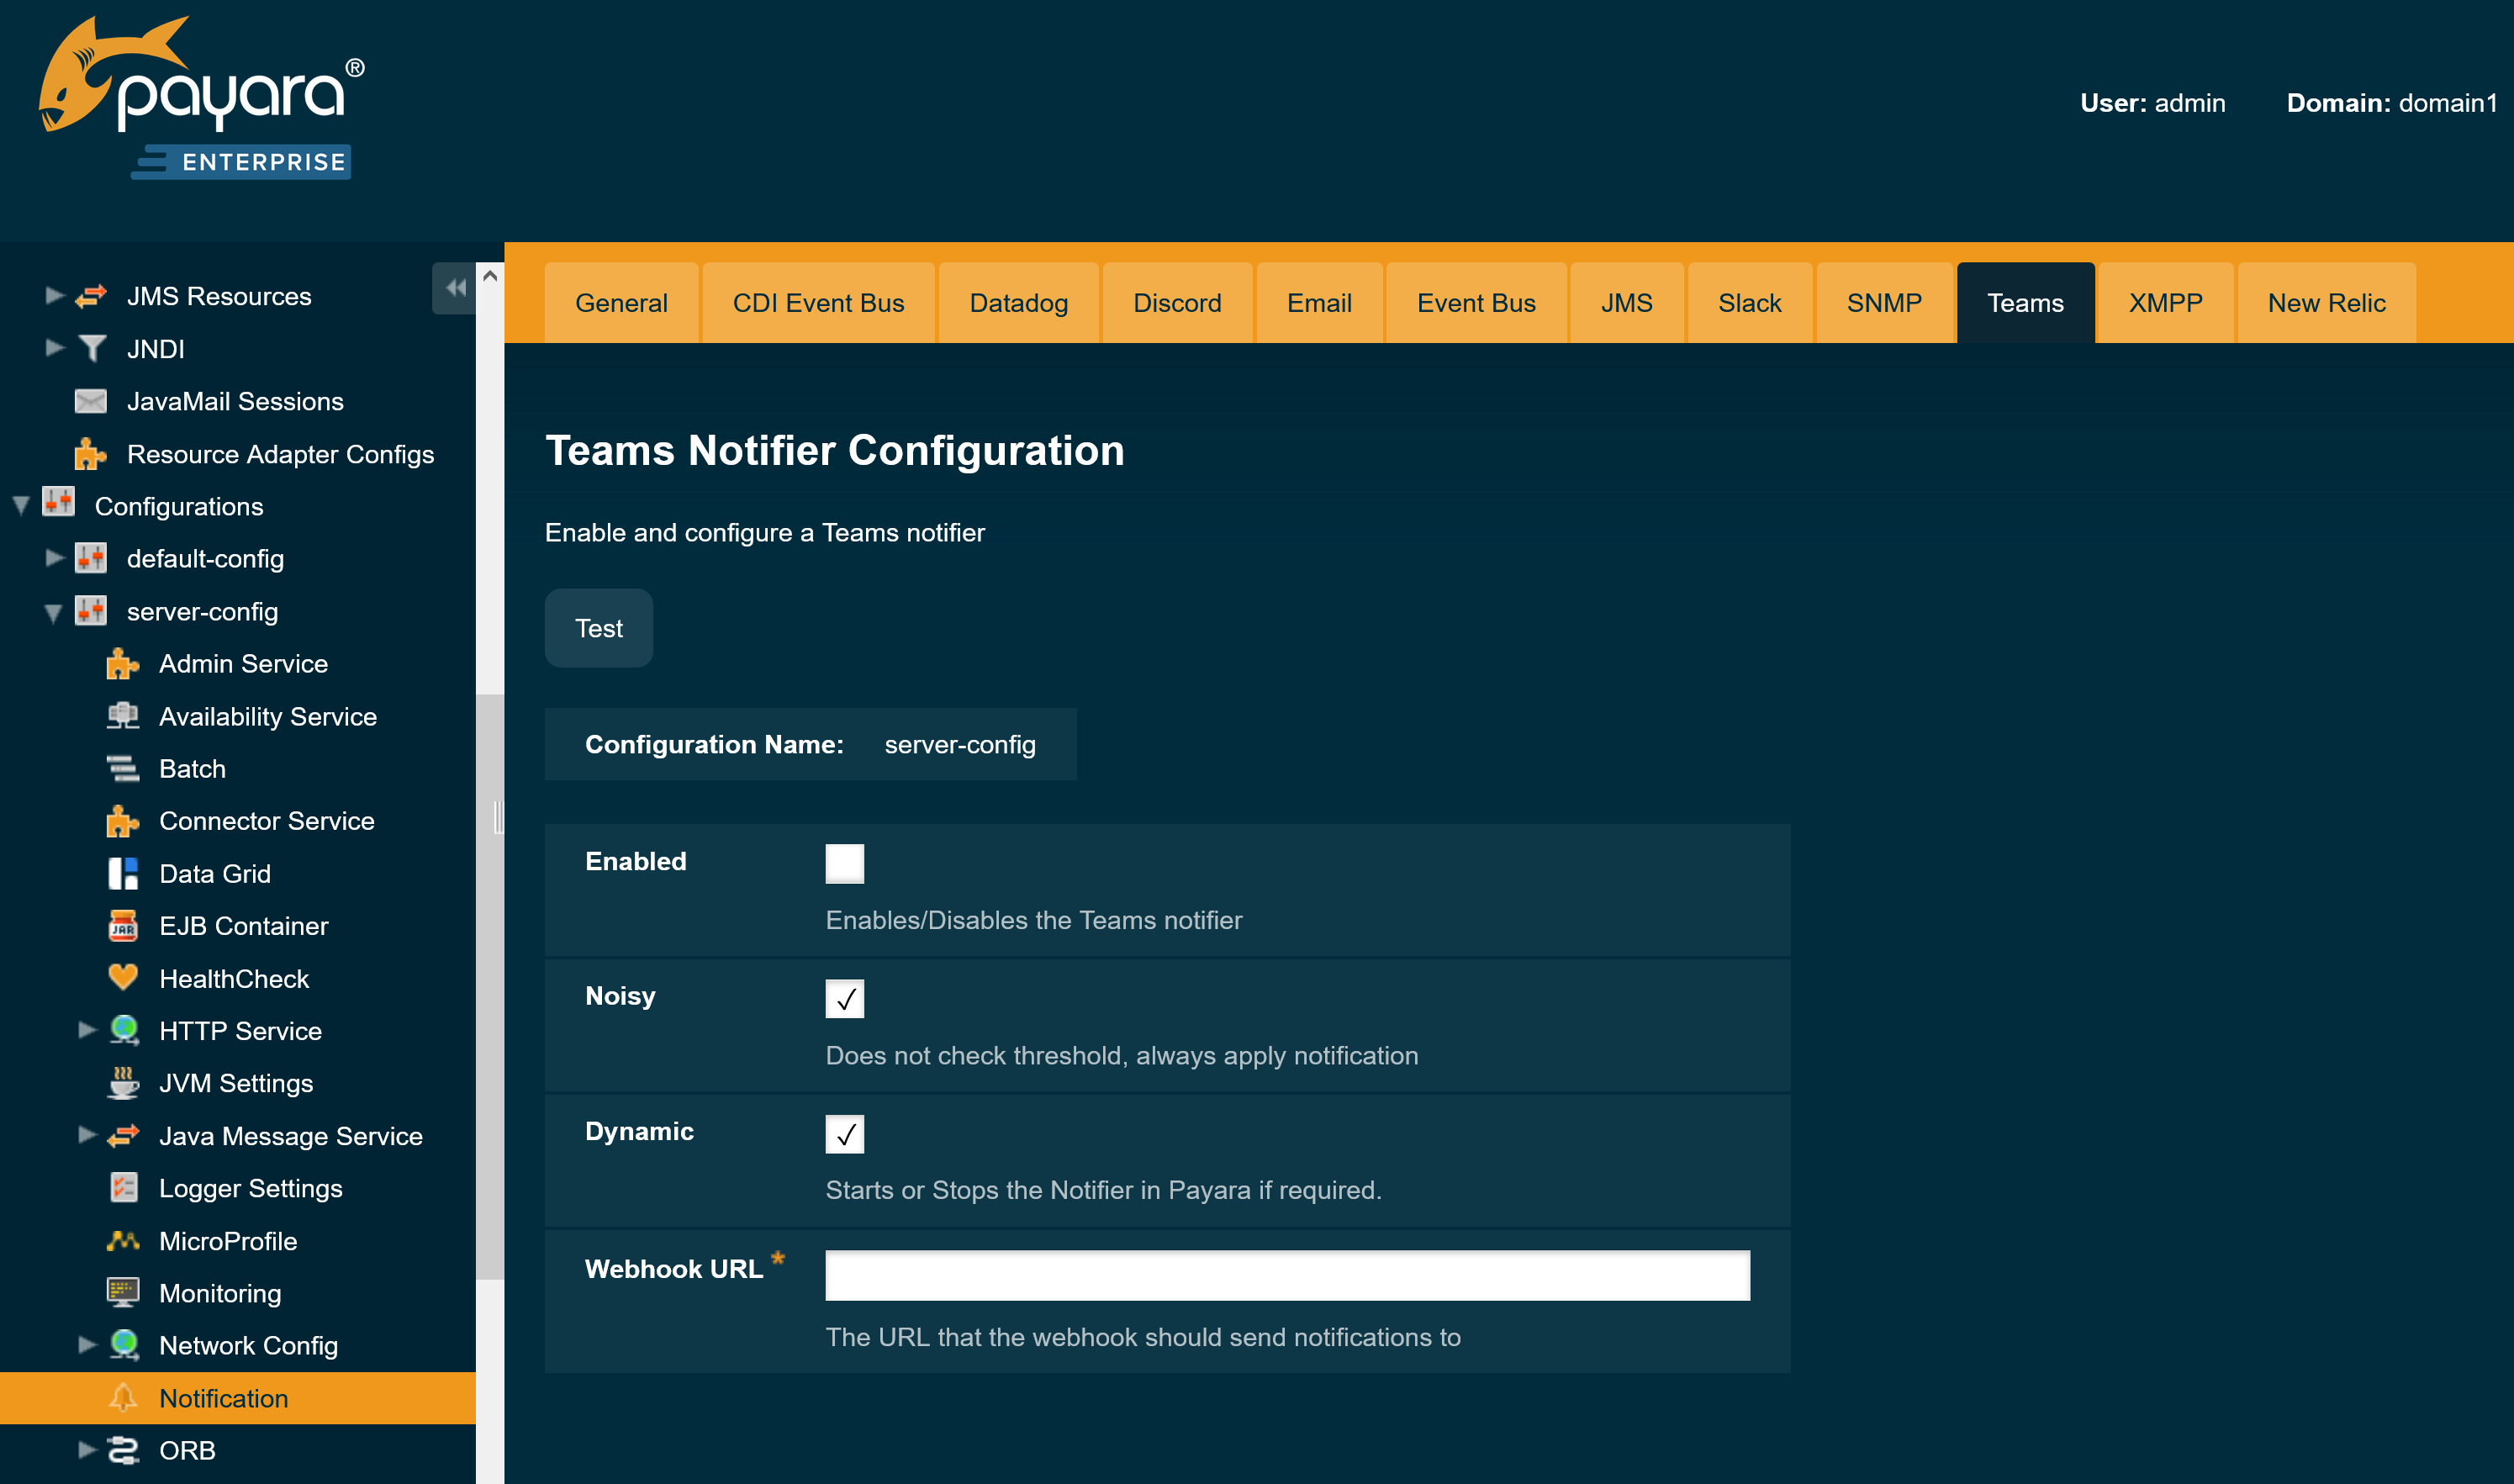 payara®
ENTERPRISE
User: admin Domain: domain1
JMS Resources
JNDI
JavaMail Sessions
Resource Adapter Configs
Configurations
default-config
server-config
Admin Service
Availability Service
Batch
Connector Service
Data Grid
JAR
EJB Container
HealthCheck
HTTP Service
JVM Settings
Java Message Service
Logger Settings
MicroProfile
Monitoring
Network Config
Notification
ORB
General CDI Event Bus Datadog Discord Email Event Bus JMS Slack SNMP Teams XMPP New Relic
Teams Notifier Configuration
Enable and configure a Teams notifier
Test
Configuration Name: server-config
Enabled
Enables/Disables the Teams notifier
Noisy
Does not check threshold, always apply notification
Dynamic
Starts or Stops the Notifier in Payara if required.
Webhook URL *
The URL that the webhook should send notifications to